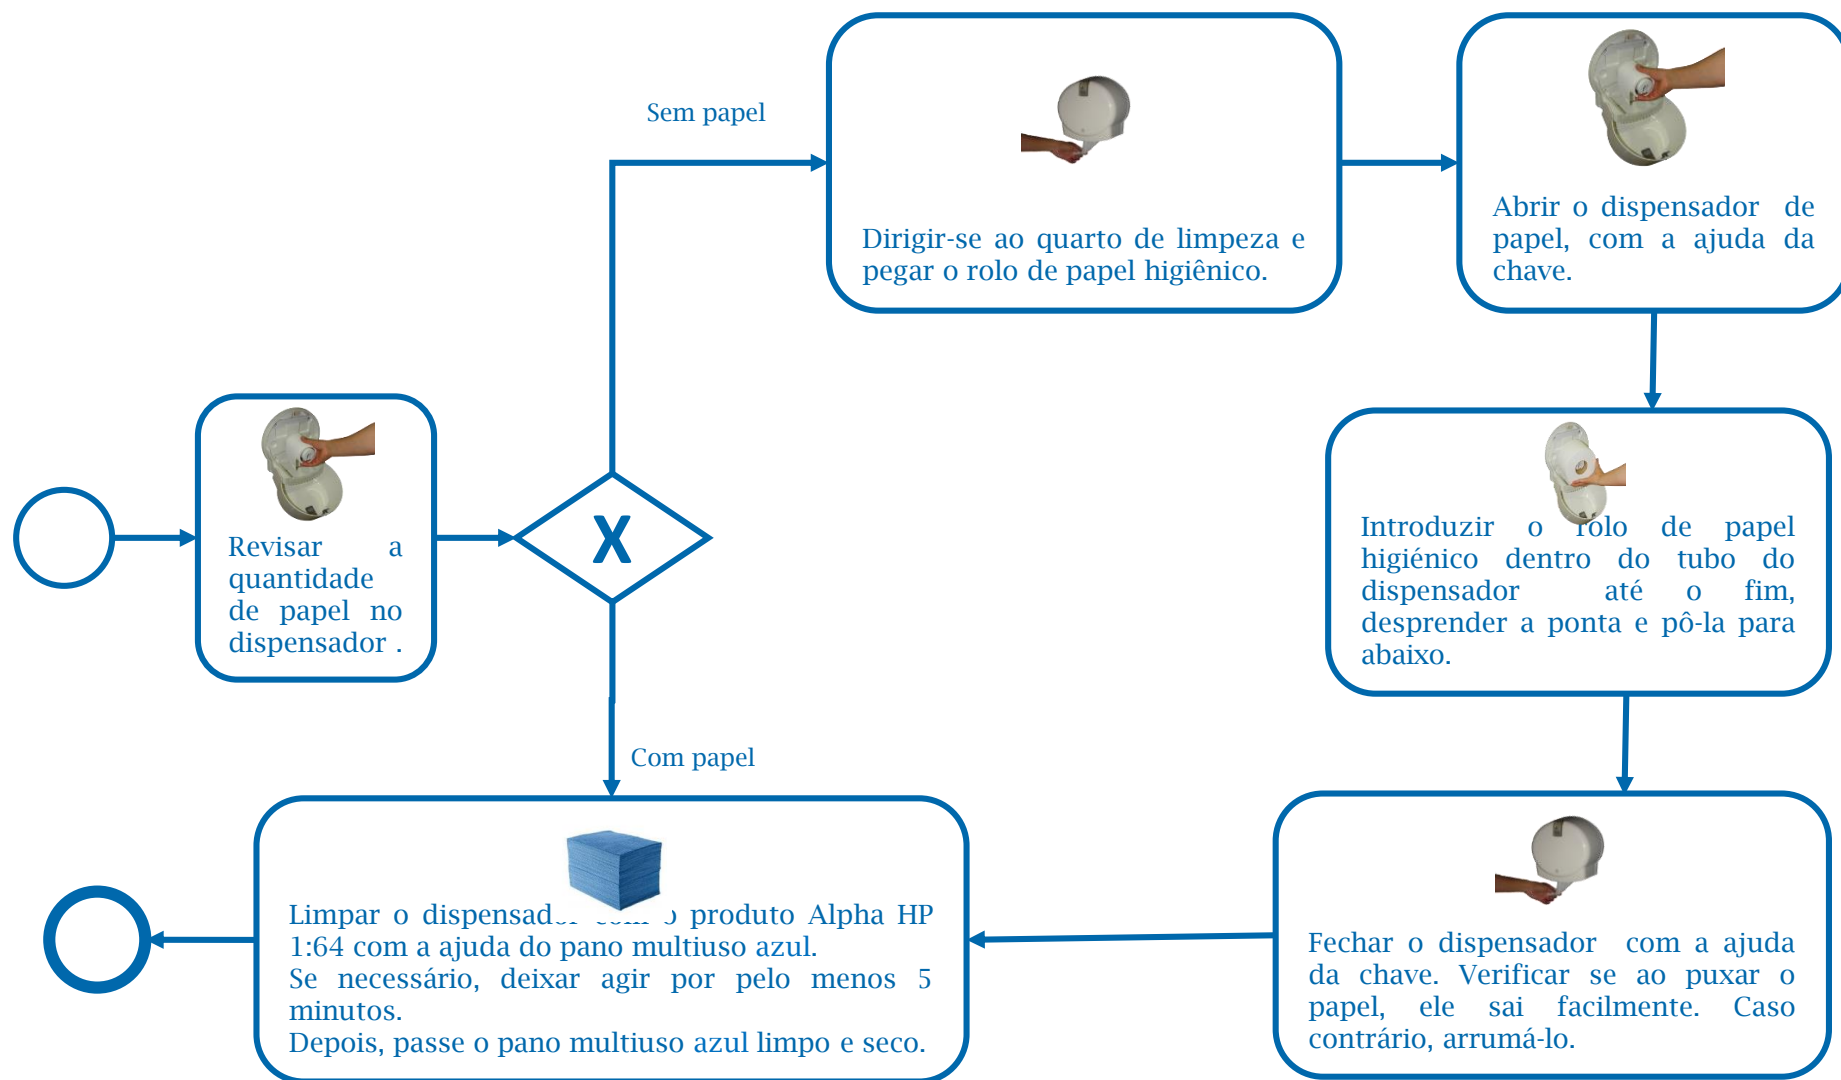 Sem papel
Dirigir-se ao quarto de limpeza e
pegar o rolo de papel higiênico.
Abrir o dispensador de
papel, com a ajuda da
chave.
Revisar a
quantidade
de papel no
dispensador .
X
Introduzir o rolo de papel
higiénico dentro do tubo do
dispensador até o fim,
desprender a ponta e pô-la para
abaixo.
Com papel
Limpar o dispensador com o produto Alpha HP
1:64 com a ajuda do pano multiuso azul.
Se necessário, deixar agir por pelo menos 5
minutos.
Depois, passe o pano multiuso azul limpo e seco.
Fechar o dispensador com a ajuda
da chave. Verificar se ao puxar o
papel, ele sai facilmente. Caso
contrário, arrumá-lo.